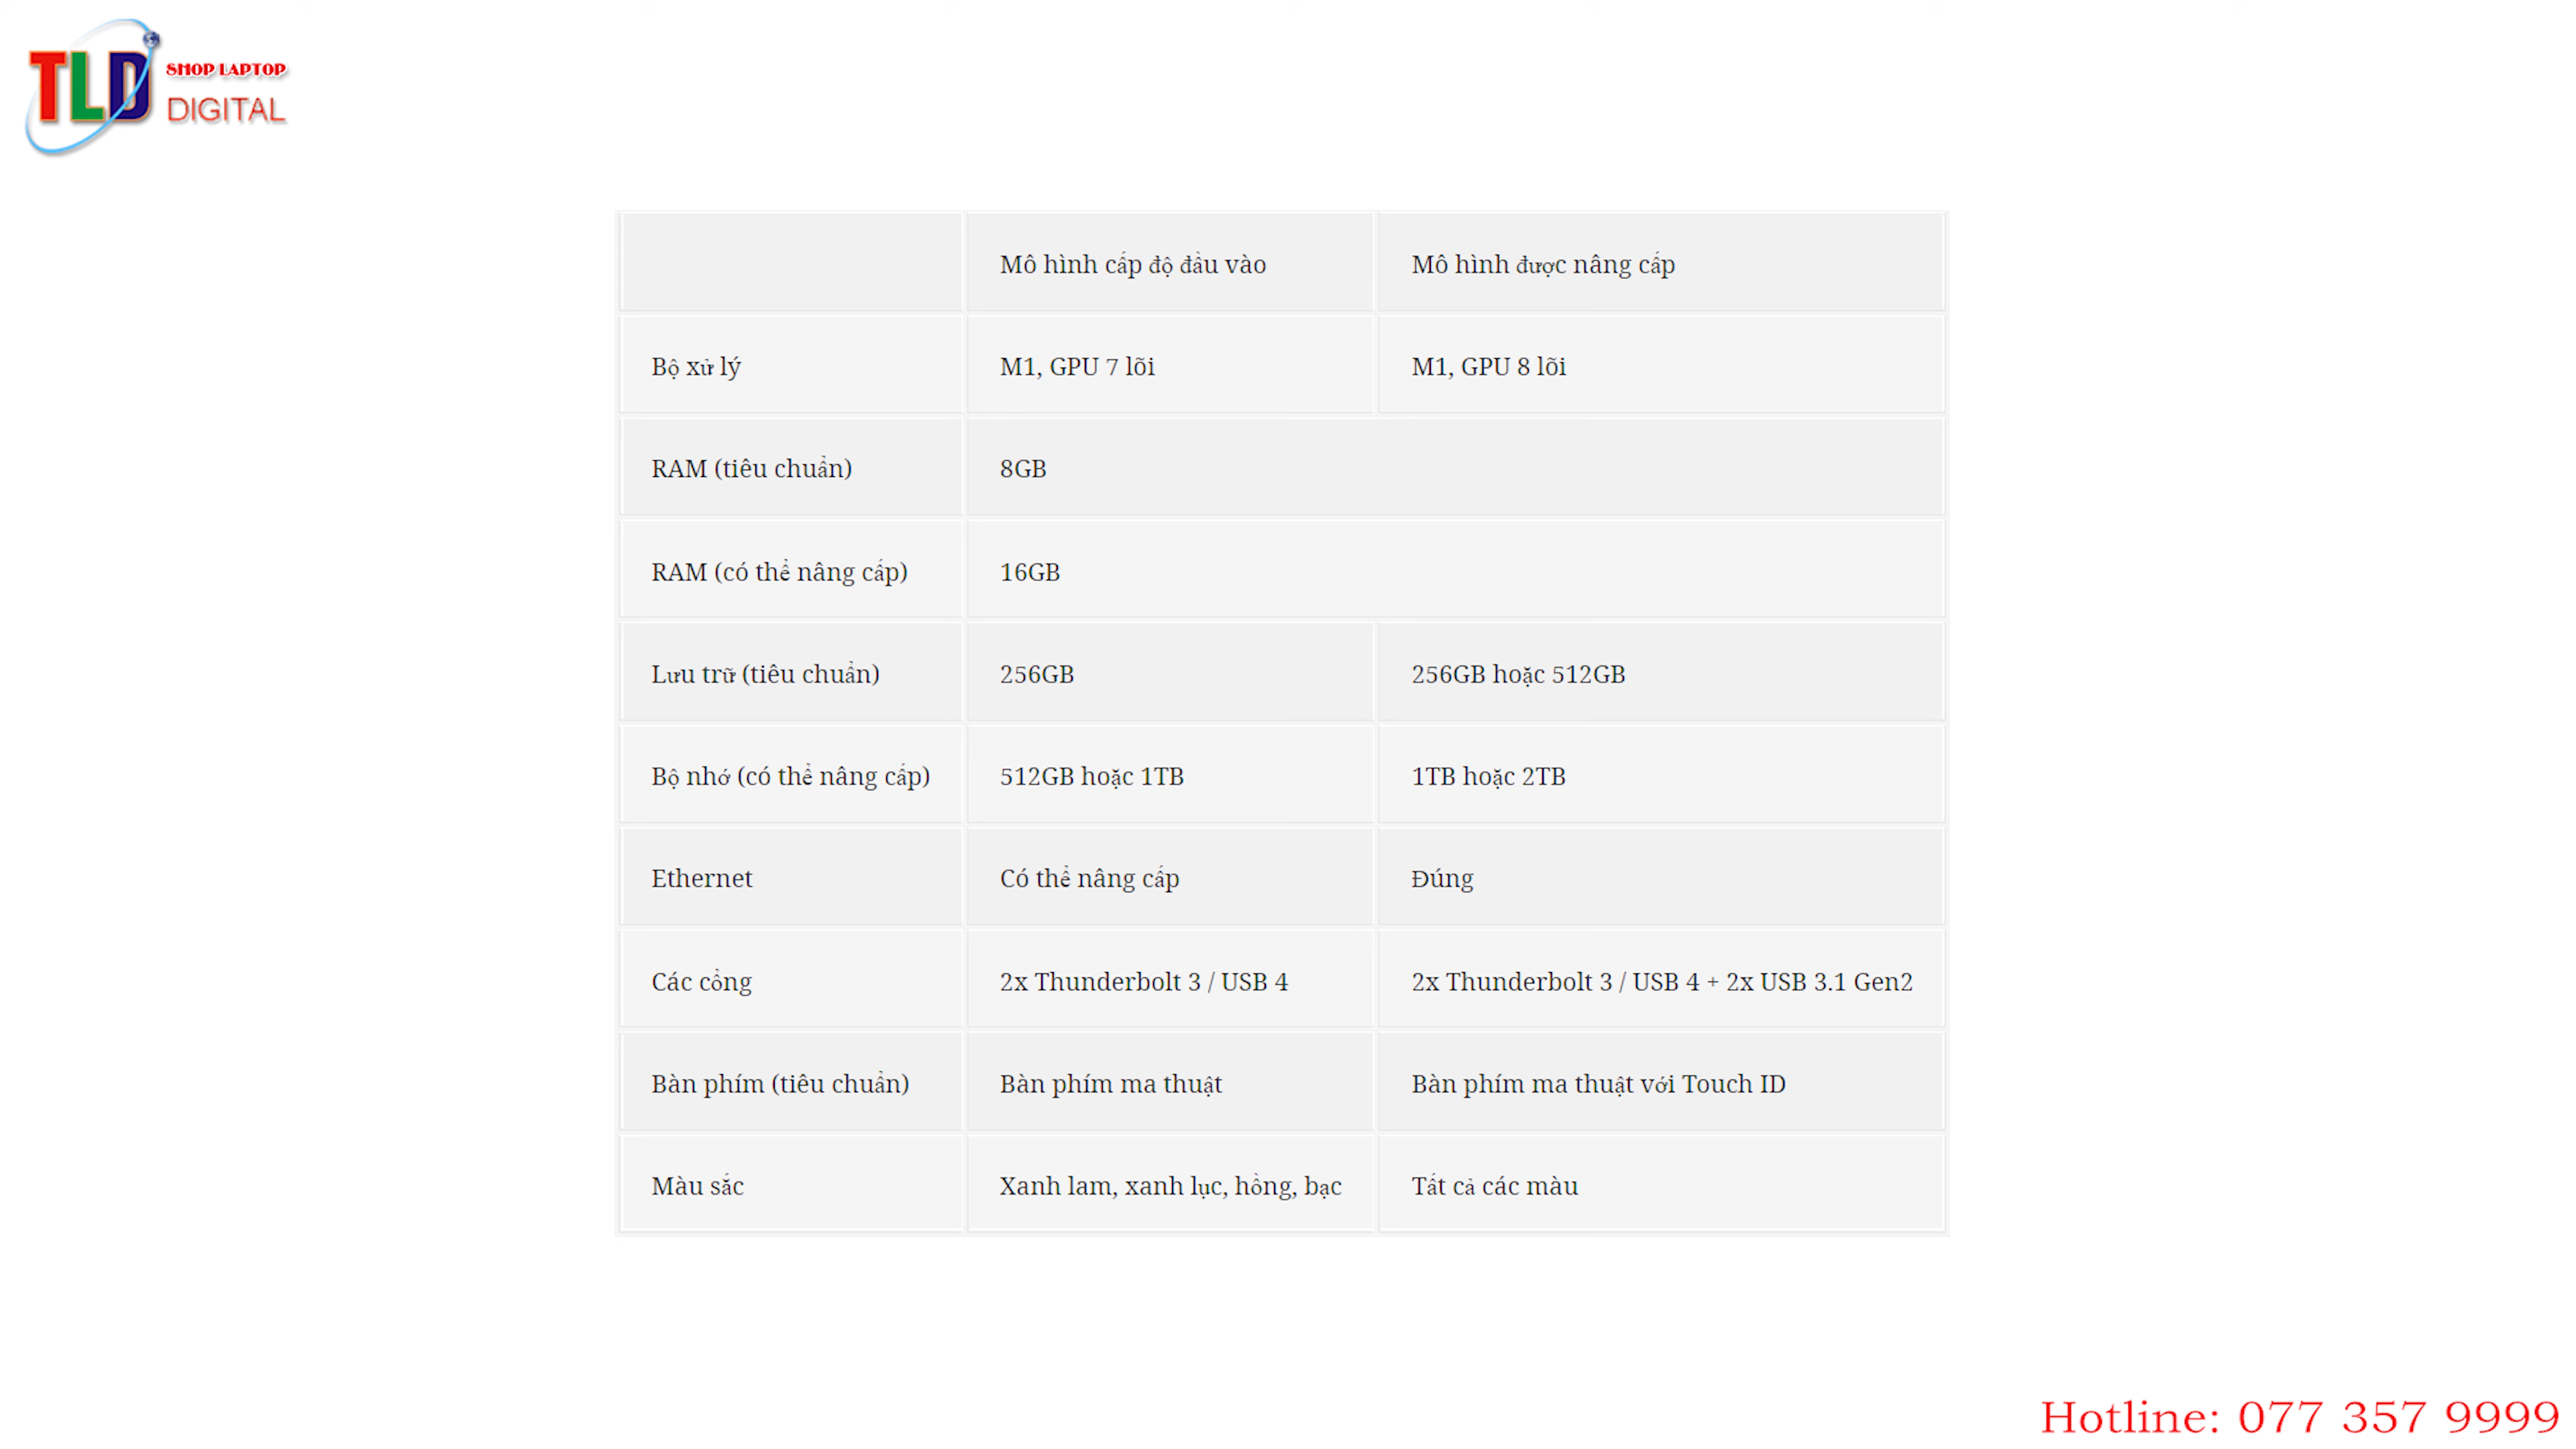 TLD SHOP LAPTOP
DIGITAL
Mô hình cấp độ đầu vào Mô hình được nâng cấp
Bộ xử lý M1, GPU 7 lõi M1, GPU 8 lõi
RAM (tiêu chuẩn) 8GB
RAM (có thể nâng cấp) 16GB
Lưu trữ (tiêu chuẩn) 256GB 256GB hoặc 512GB
Bộ nhớ (có thể nâng cấp) 512GB hoặc 1TB 1TB hoặc 2TB
Ethernet Có thể nâng cấp Đúng
Các cổng 2x Thunderbolt 3 / USB 4 2x Thunderbolt 3 / USB 4 + 2x USB 3.1 Gen2
Bàn phím (tiêu chuẩn) Bàn phím ma thuật Bàn phím ma thuật với Touch ID
Màu sắc Xanh lam, xanh lục, hồng, bạc Tất cả các màu
Hotline: 077 357 9999